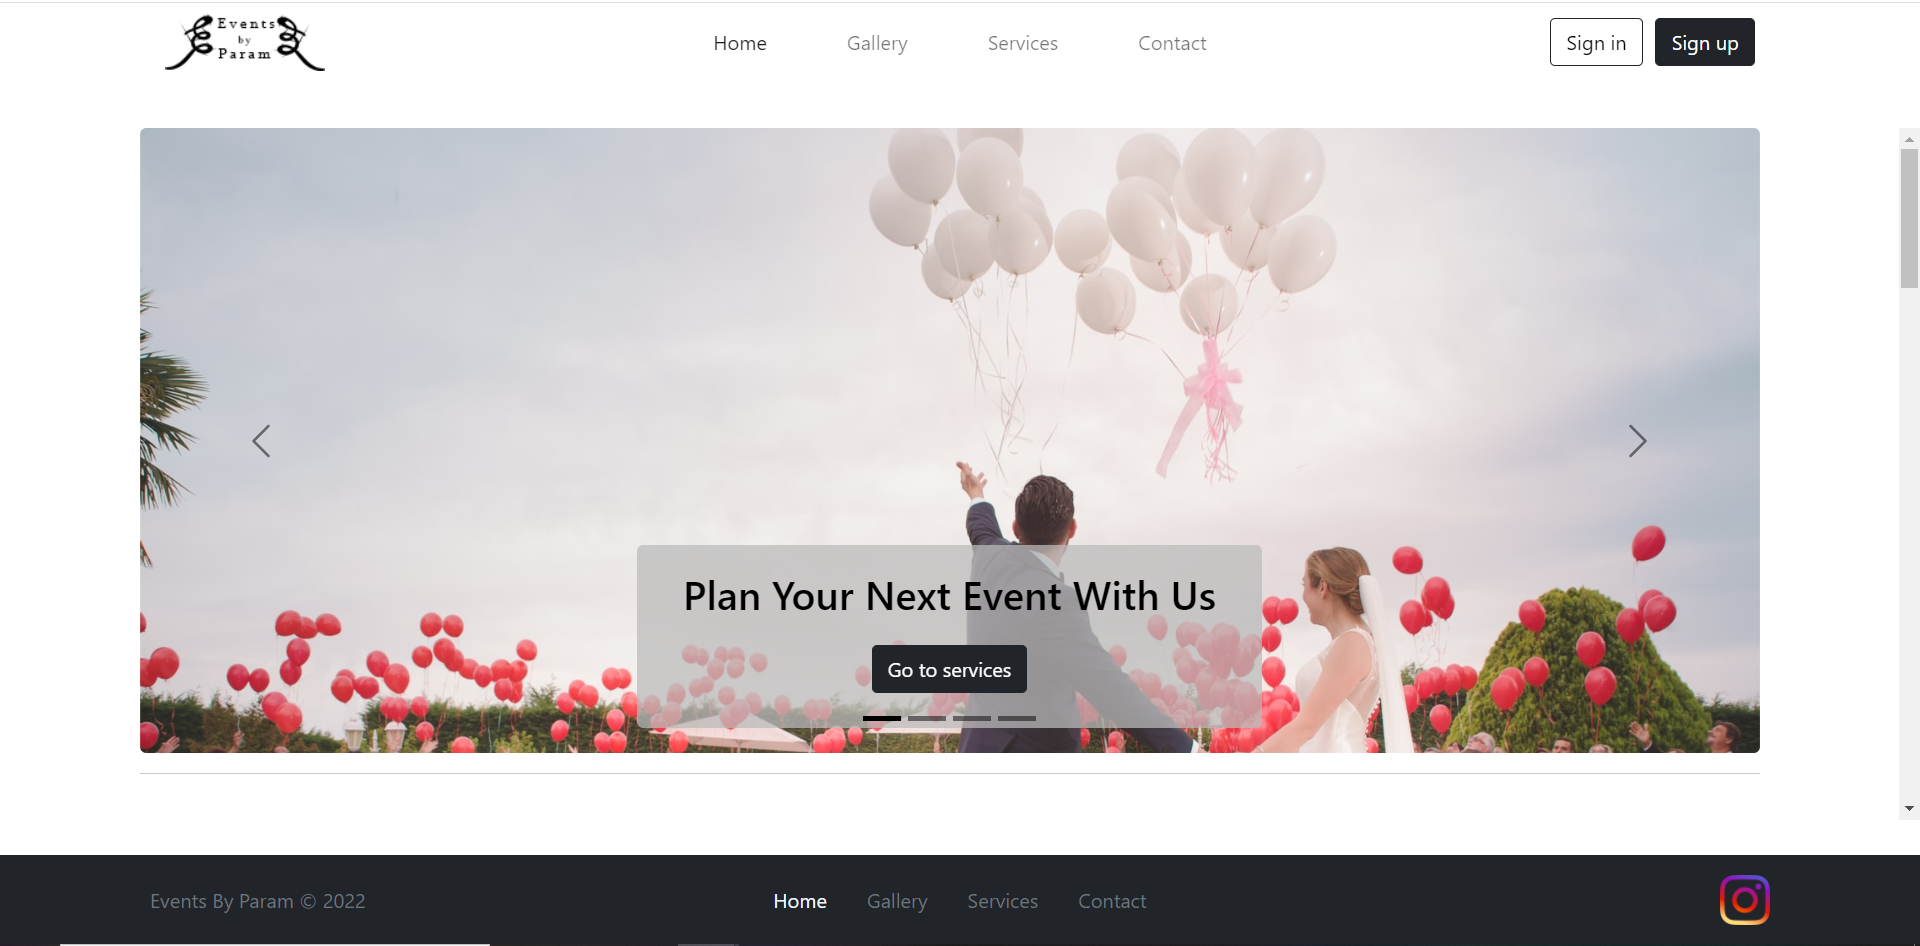 Events
by
Param
Home Gallery Services Contact Sign in Sign up
Plan Your Next Event With Us
Go to services
Events By Param © 2022 Home Gallery Services Contact